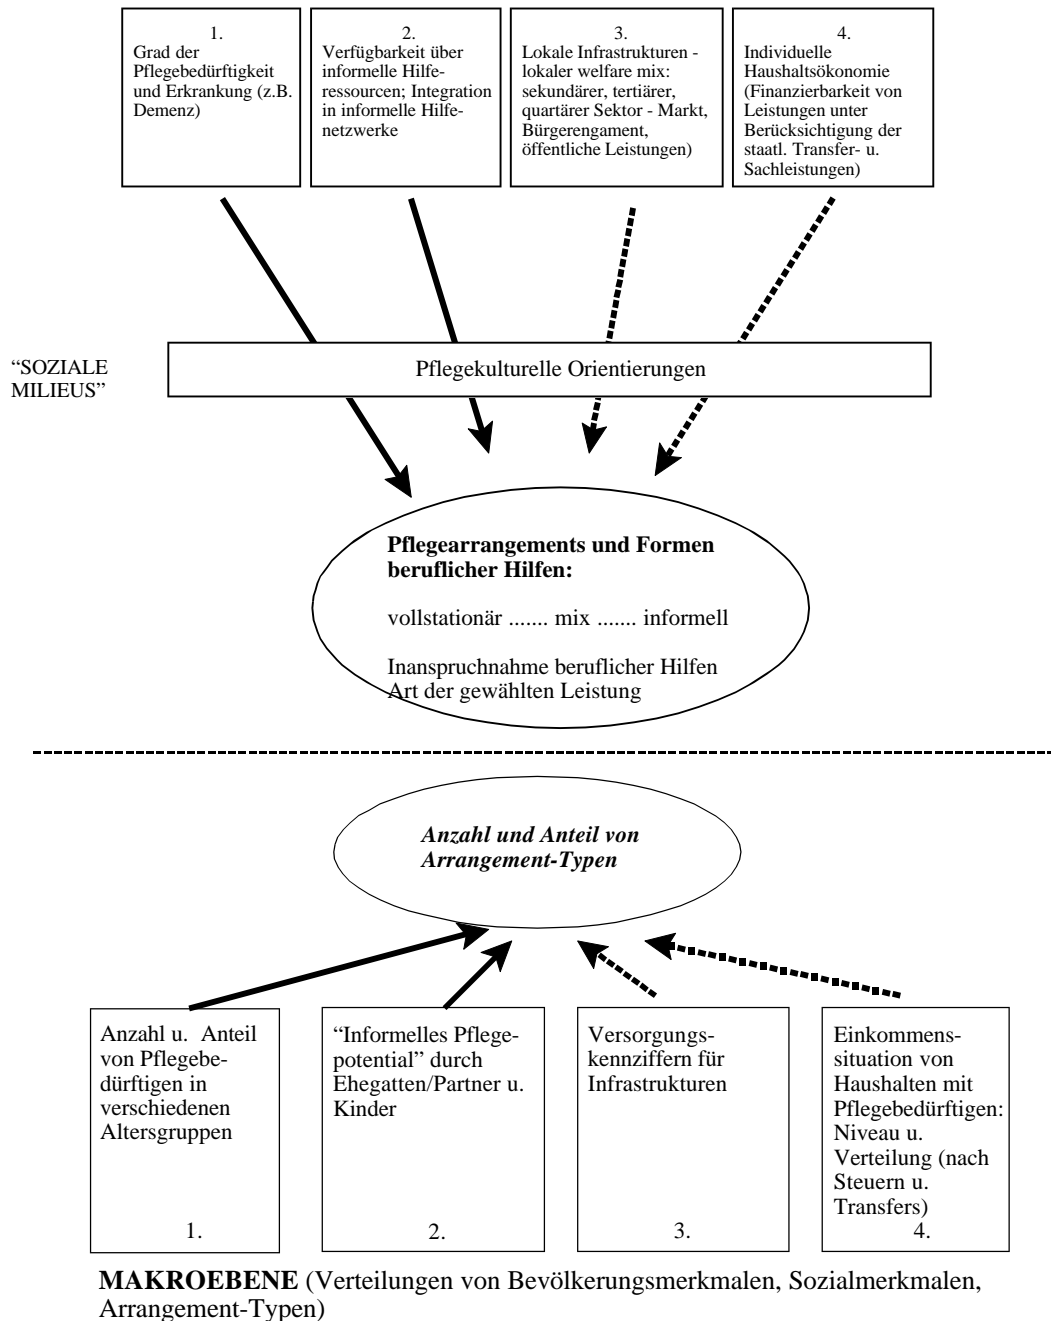 1.
Grad der
Pflegebedürftigkeit
und Erkrankung (z.B.
Demenz)
2.
Verfügbarkeit über
informelle Hilfe-
ressourcen; Integration
in informelle Hilfe-
netzwerke
3.
Lokale Infrastrukturen -
lokaler welfare mix:
sekundärer, tertiärer,
quartärer Sektor - Markt,
Bürgerengament,
öffentliche Leistungen)
4.
Individuelle
Haushaltsökonomie
(Finanzierbarkeit von
Leistungen unter
Berücksichtigung der
staatl. Transfer- u.
Sachleistungen)
“SOZIALE
MILIEUS”
Pflegekulturelle Orientierungen
Pflegearrangements und Formen
beruflicher Hilfen:
vollstationär ....... mix ....... informell
Inanspruchnahme beruflicher Hilfen
Art der gewählten Leistung
Anzahl und Anteil von
Arrangement-Typen
Anzahl u. Anteil
von Pflegebe-
dürftigen in
verschiedenen
Altersgruppen
1.
“Informelles Pflege-
potential” durch
Ehegatten/Partner u.
Kinder
2.
Versorgungs-
kennziffern für
Infrastrukturen
3.
Einkommens-
situation von
Haushalten mit
Pflegebedürftigen:
Niveau u.
Verteilung (nach
Steuern u.
Transfers)
4.
MAKROEBENE (Verteilungen von Bevölkerungsmerkmalen, Sozialmerkmalen,
Arrangement-Typen)